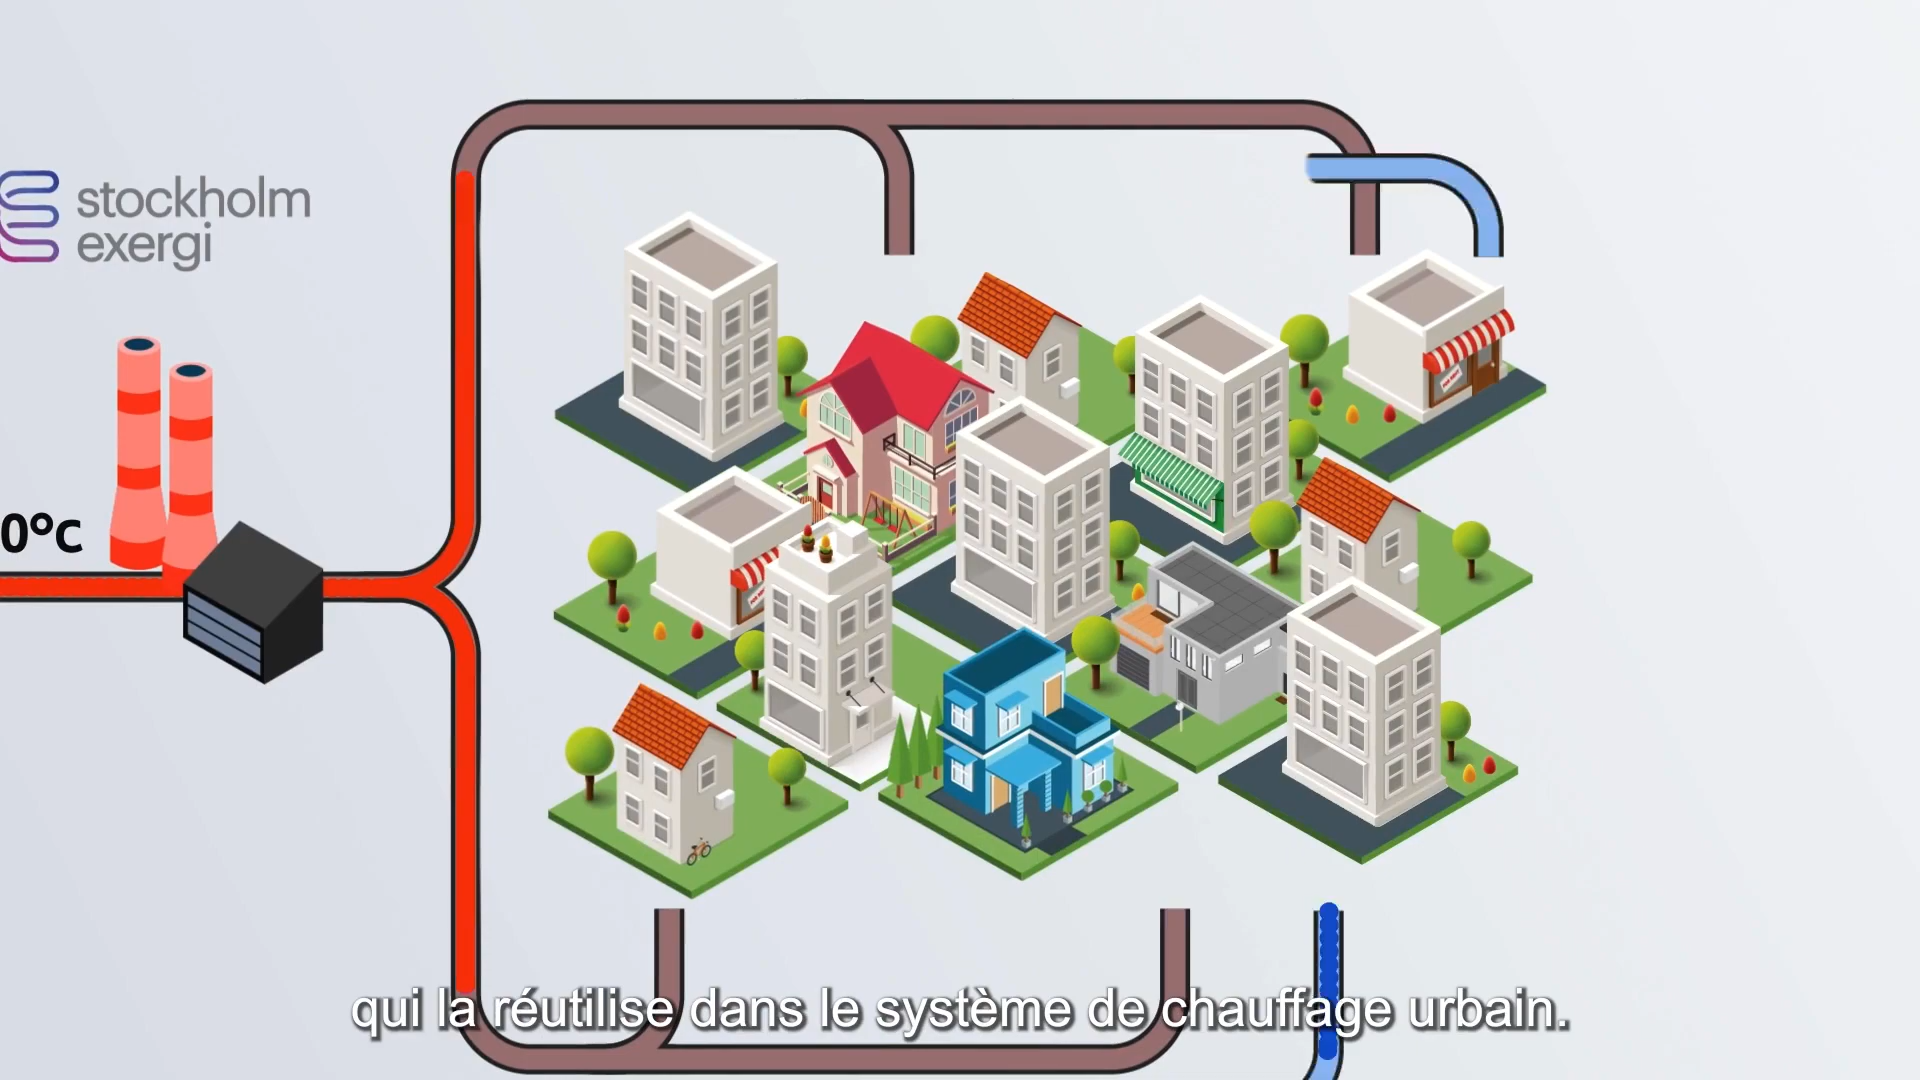 stockholm
exergi
0°C
qui la réutilise dans le système de chauffage urbain.